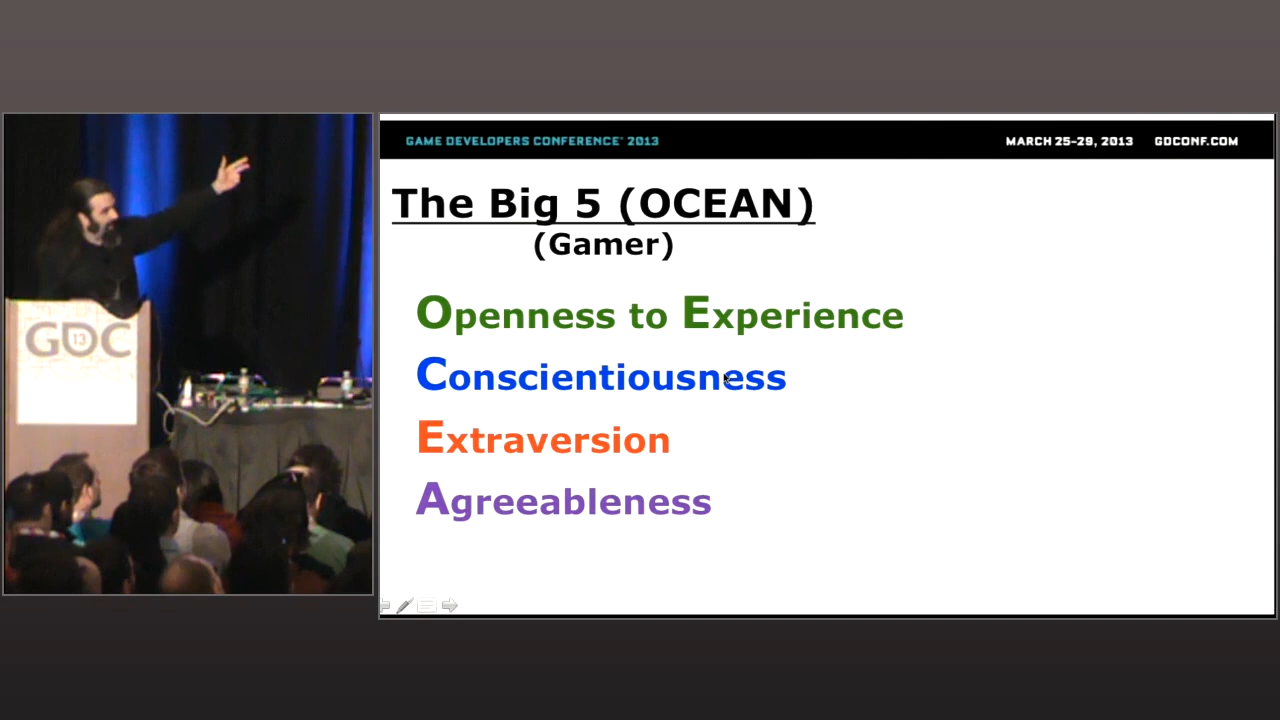 GAME DEVELOPERS CONFERENCE® 2013
MARCH 25-29, 2013 GDCONF.COM
The Big 5 (OCEAN)
(Gamer)
Openness to Experience
Conscientiousness
Extraversion
Agreeableness
GDC
13